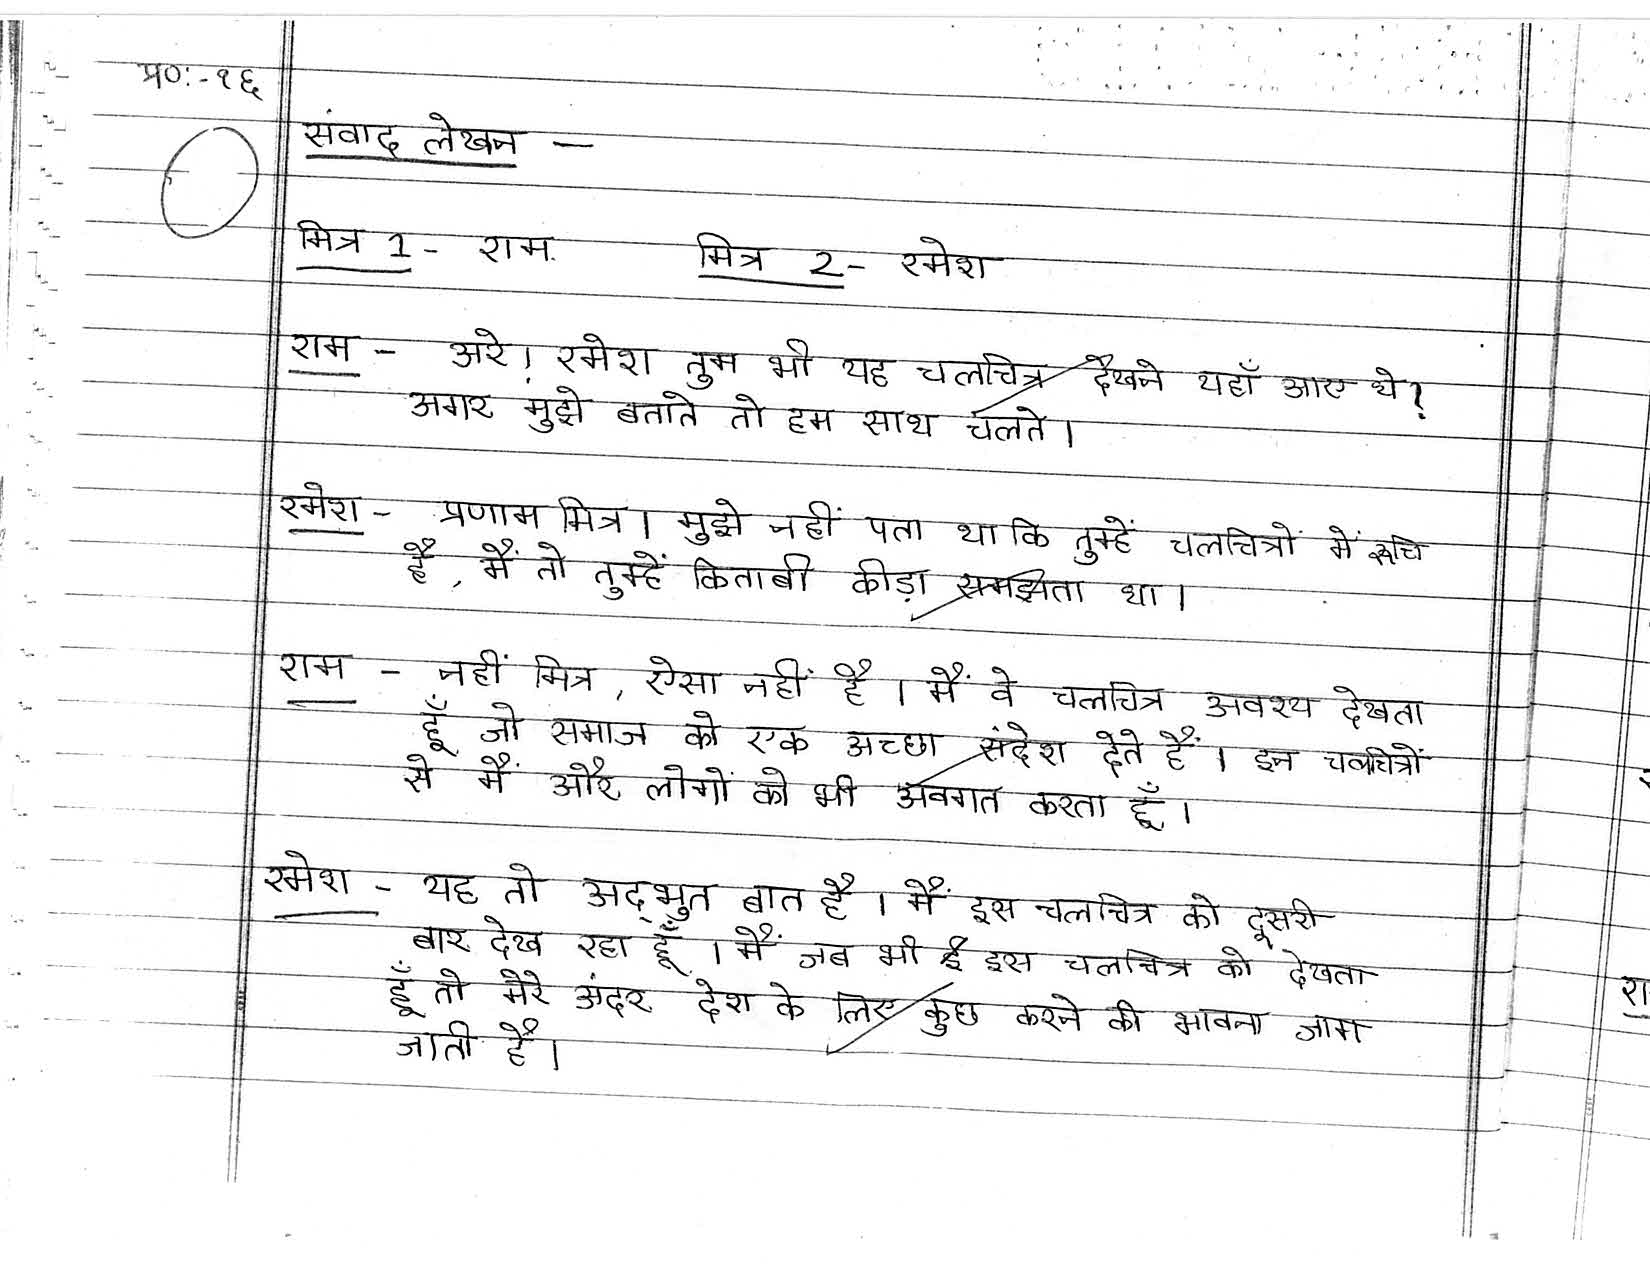 प्र०:-१६
संवाद लेखन —
मित्र 1 - राम. मित्र 2 - रमेश
राम - अरे! रमेश तुम भी यह चलचित्र देखने यहाँ आए थे?
अगर मुझे बताते तो हम साथ चलते।
रमेश - प्रणाम मित्र। मुझे नहीं पता था कि तुम्हें चलचित्रों में रूचि
है, मैं तो तुम्हें किताबी कीड़ा समझता था।
राम - नहीं मित्र, ऐसा नहीं है। मैं वे चलचित्र अवश्य देखता
हूँ जो समाज को एक अच्छा संदेश देते हैं। इन चलचित्रों
से मैं और लोगों को भी अवगत करता हूँ।
रमेश - यह तो अद्भुत बात है। मैं इस चलचित्र को दूसरी
बार देख रहा हूँ। मैं जब भी इस चलचित्र को देखता
हूँ तो मेरे अंदर देश के लिए कुछ करने की भावना जाग
जाती है।
रा